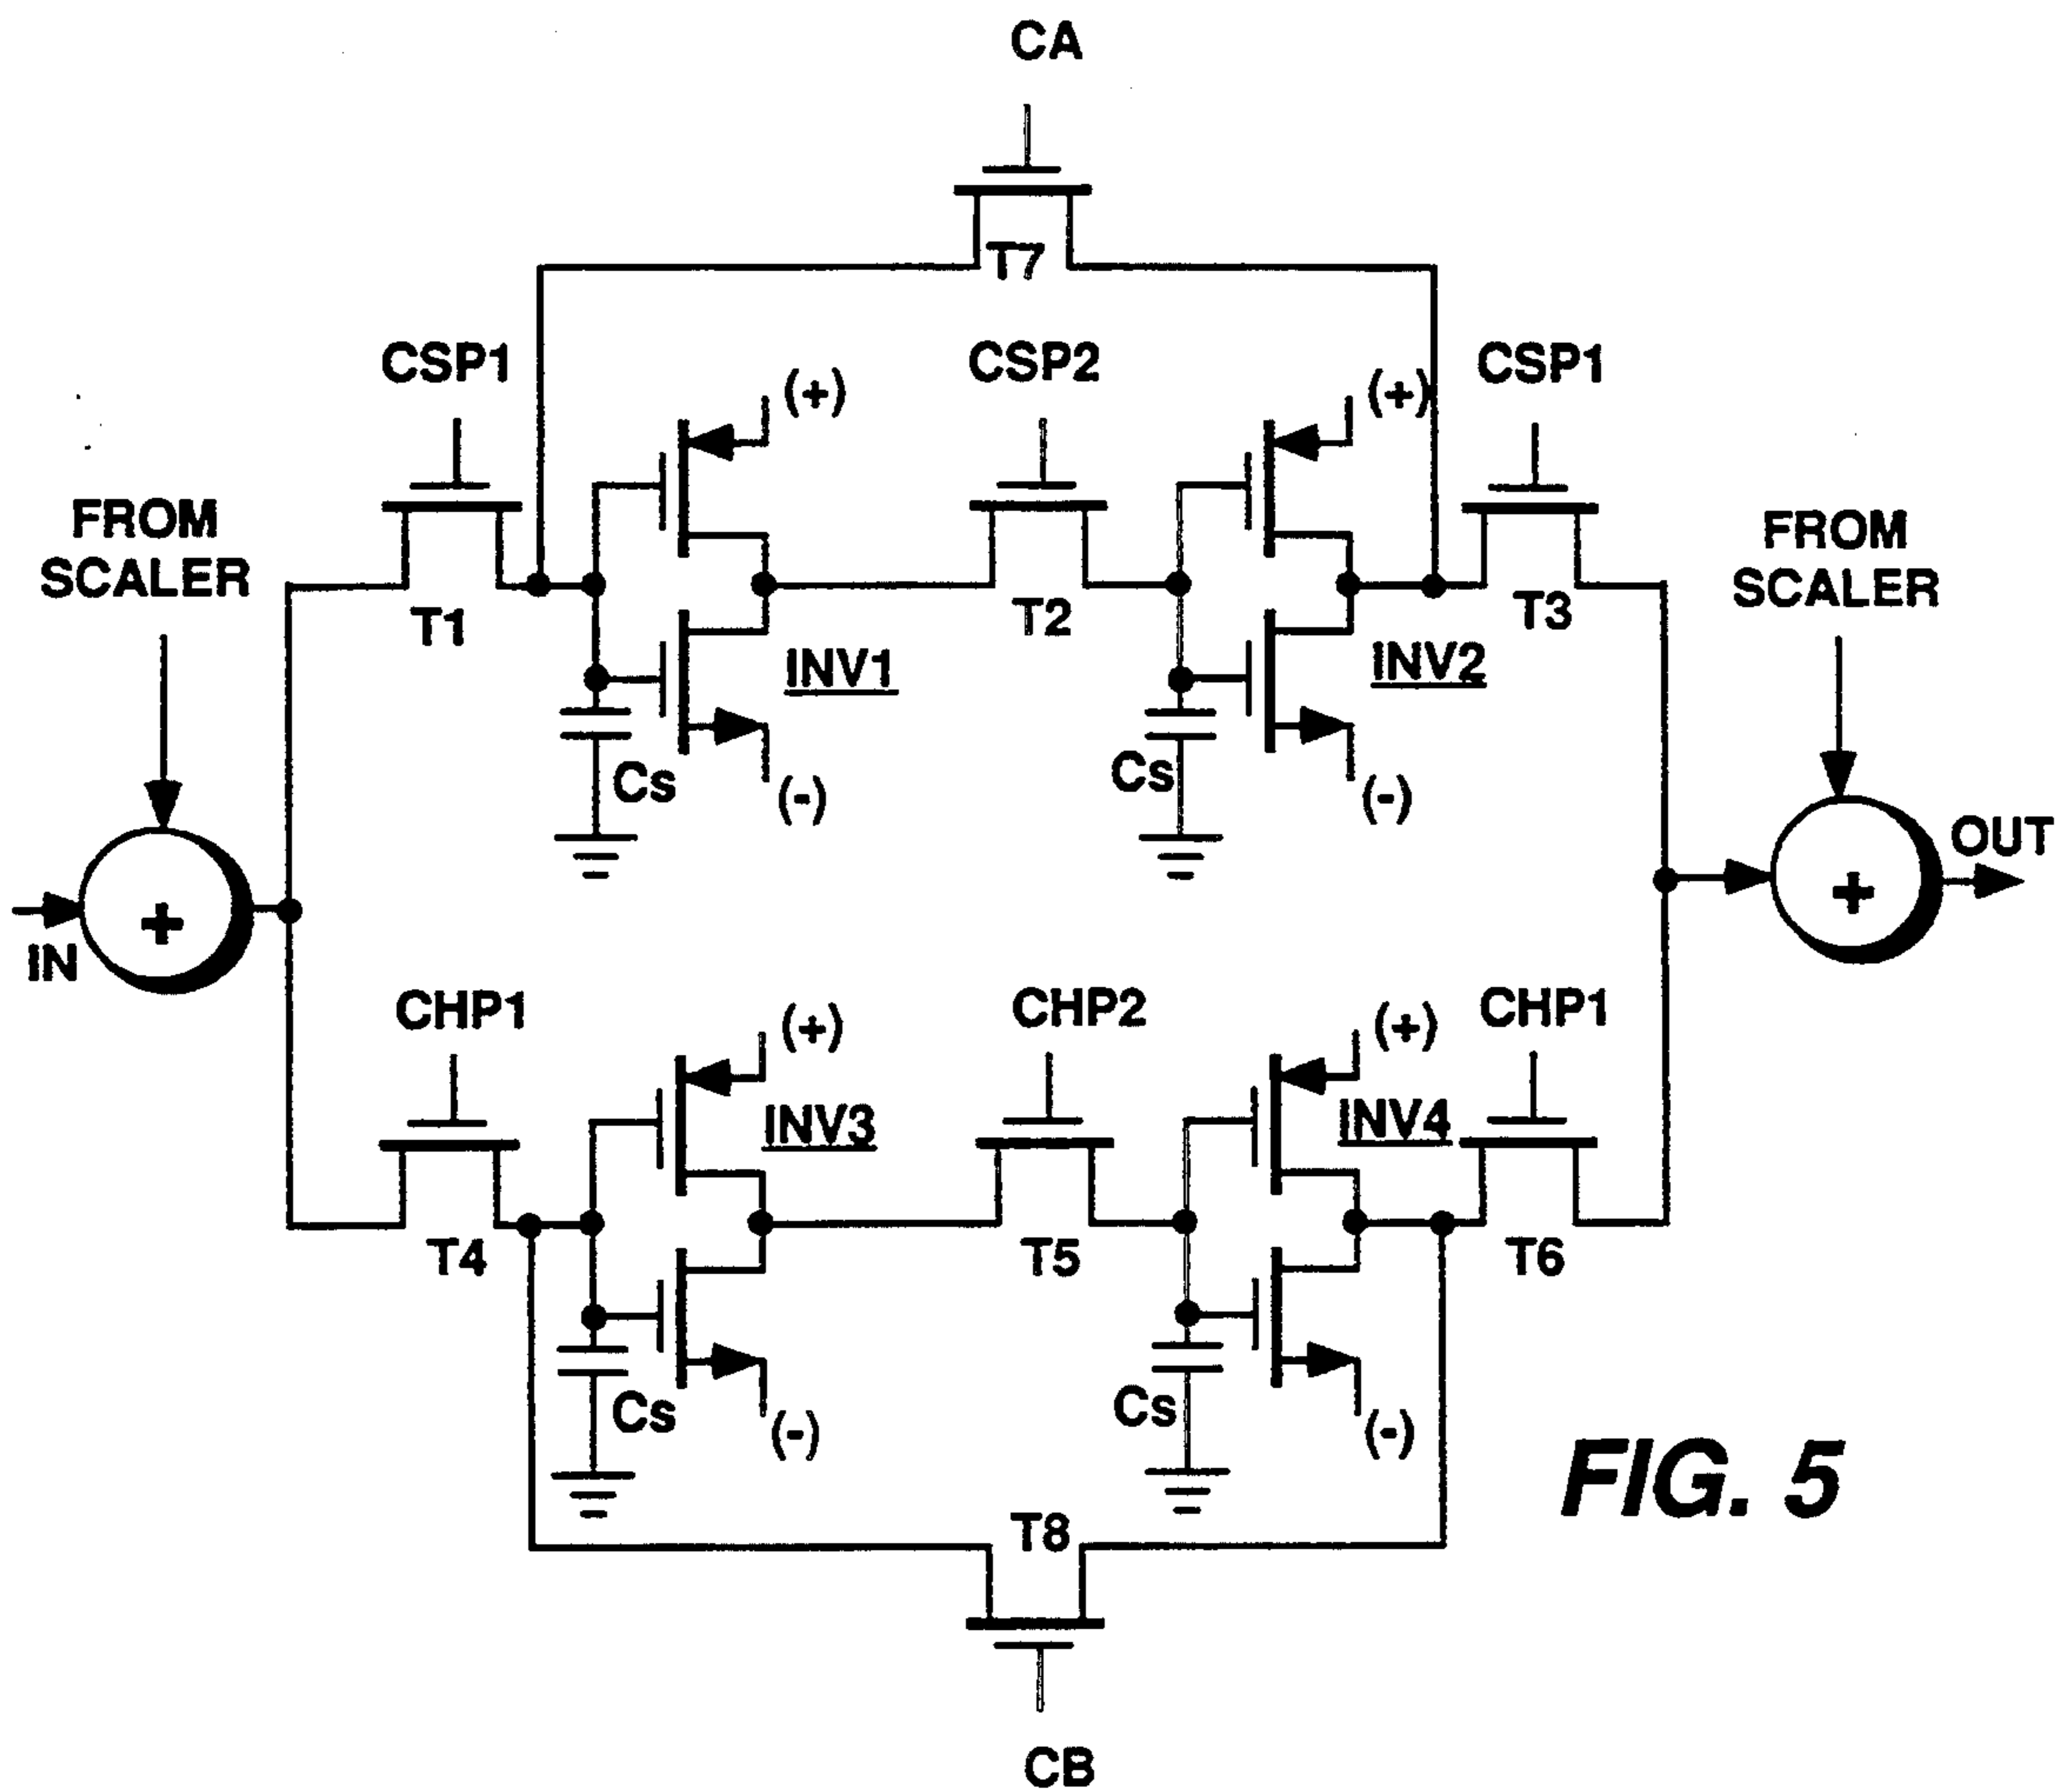 CA
T7
CSP1
CSP2
CSP1
(+)
(+)
FROM
SCALER
FROM
SCALER
T1
T2
T3
INV1
INV2
Cs
Cs
(-)
(-)
+
IN
+
OUT
CHP1
CHP2
CHP1
(+)
(+)
INV3
INV4
T4
T5
T6
Cs
Cs
(-)
(-)
T8
CB
FIG. 5